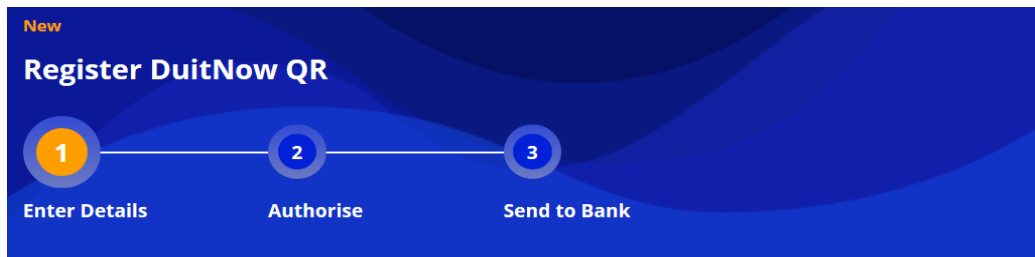 New
Register DuitNow QR
1
2
3
Enter Details
Authorise
Send to Bank